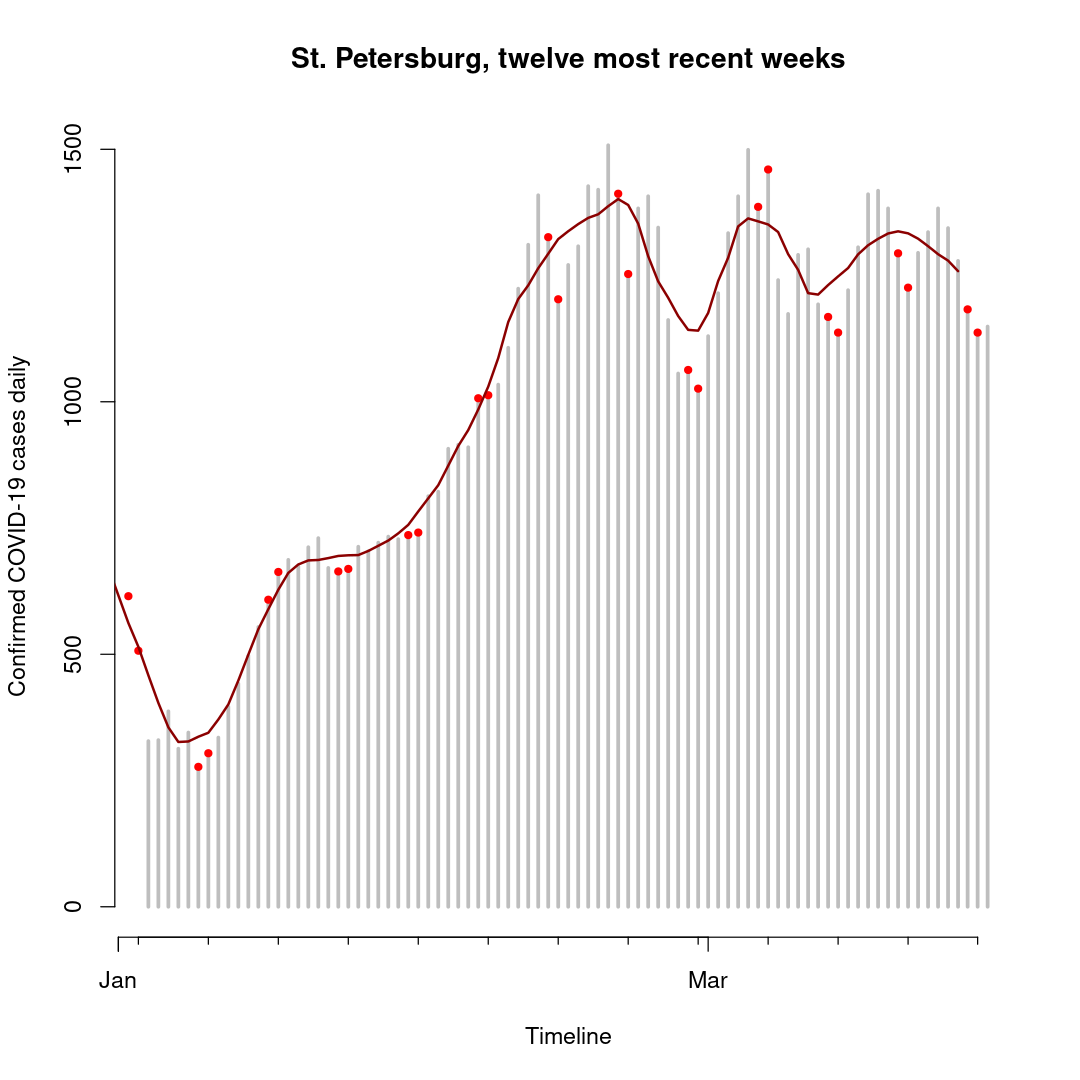 St. Petersburg, twelve most recent weeks
Confirmed COVID-19 cases daily
1500
1000
500
0
Jan
Mar
Timeline